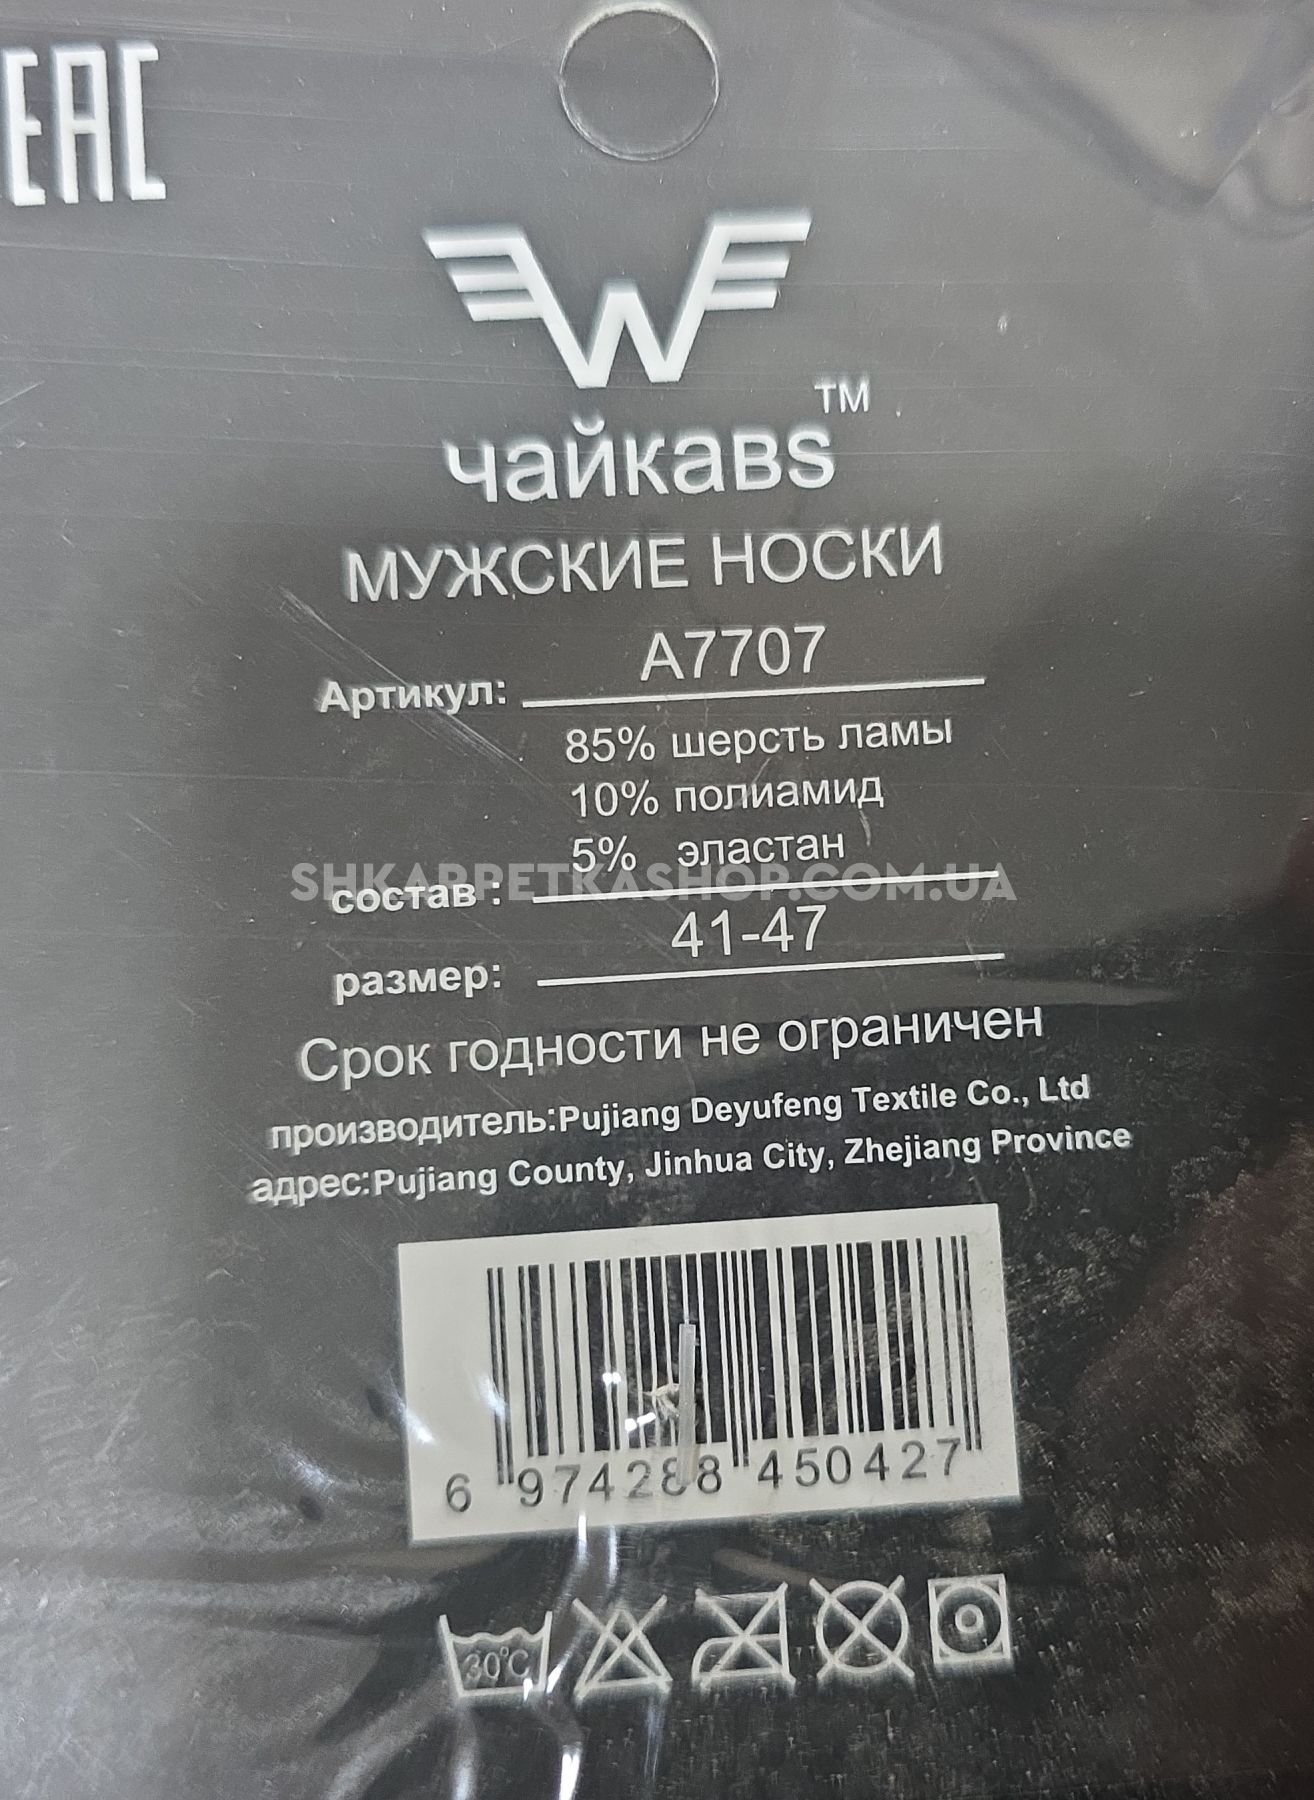 EAC
W
TM
чайкаBS
МУЖСКИЕ НОСКИ
A7707
Артикул:
85% шерсть ламы
10% полиамид
5% эластан
SHKARPETKASHOP.COM.UA
состав :
41-47
размер:
Срок годности не ограничен
производитель:Pujiang Deyufeng Textile Co., Ltd
адрес:Pujiang County, Jinhua City, Zhejiang Province
6 974288 450427
30°C